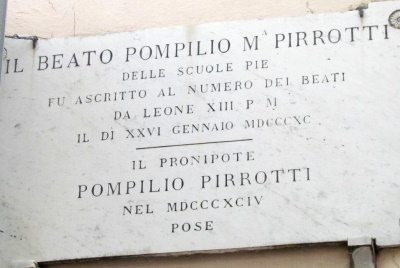 IL BEATO POMPILIO Mᴬ PIRROTTI
DELLE SCUOLE PIE
FU ASCRITTO AL NUMERO DEI BEATI
DA LEONE XIII P M
IL DÌ XXVI GENNAIO MDCCCXC
IL PRONIPOTE
POMPILIO PIRROTTI
NEL MDCCCXCIV
POSE